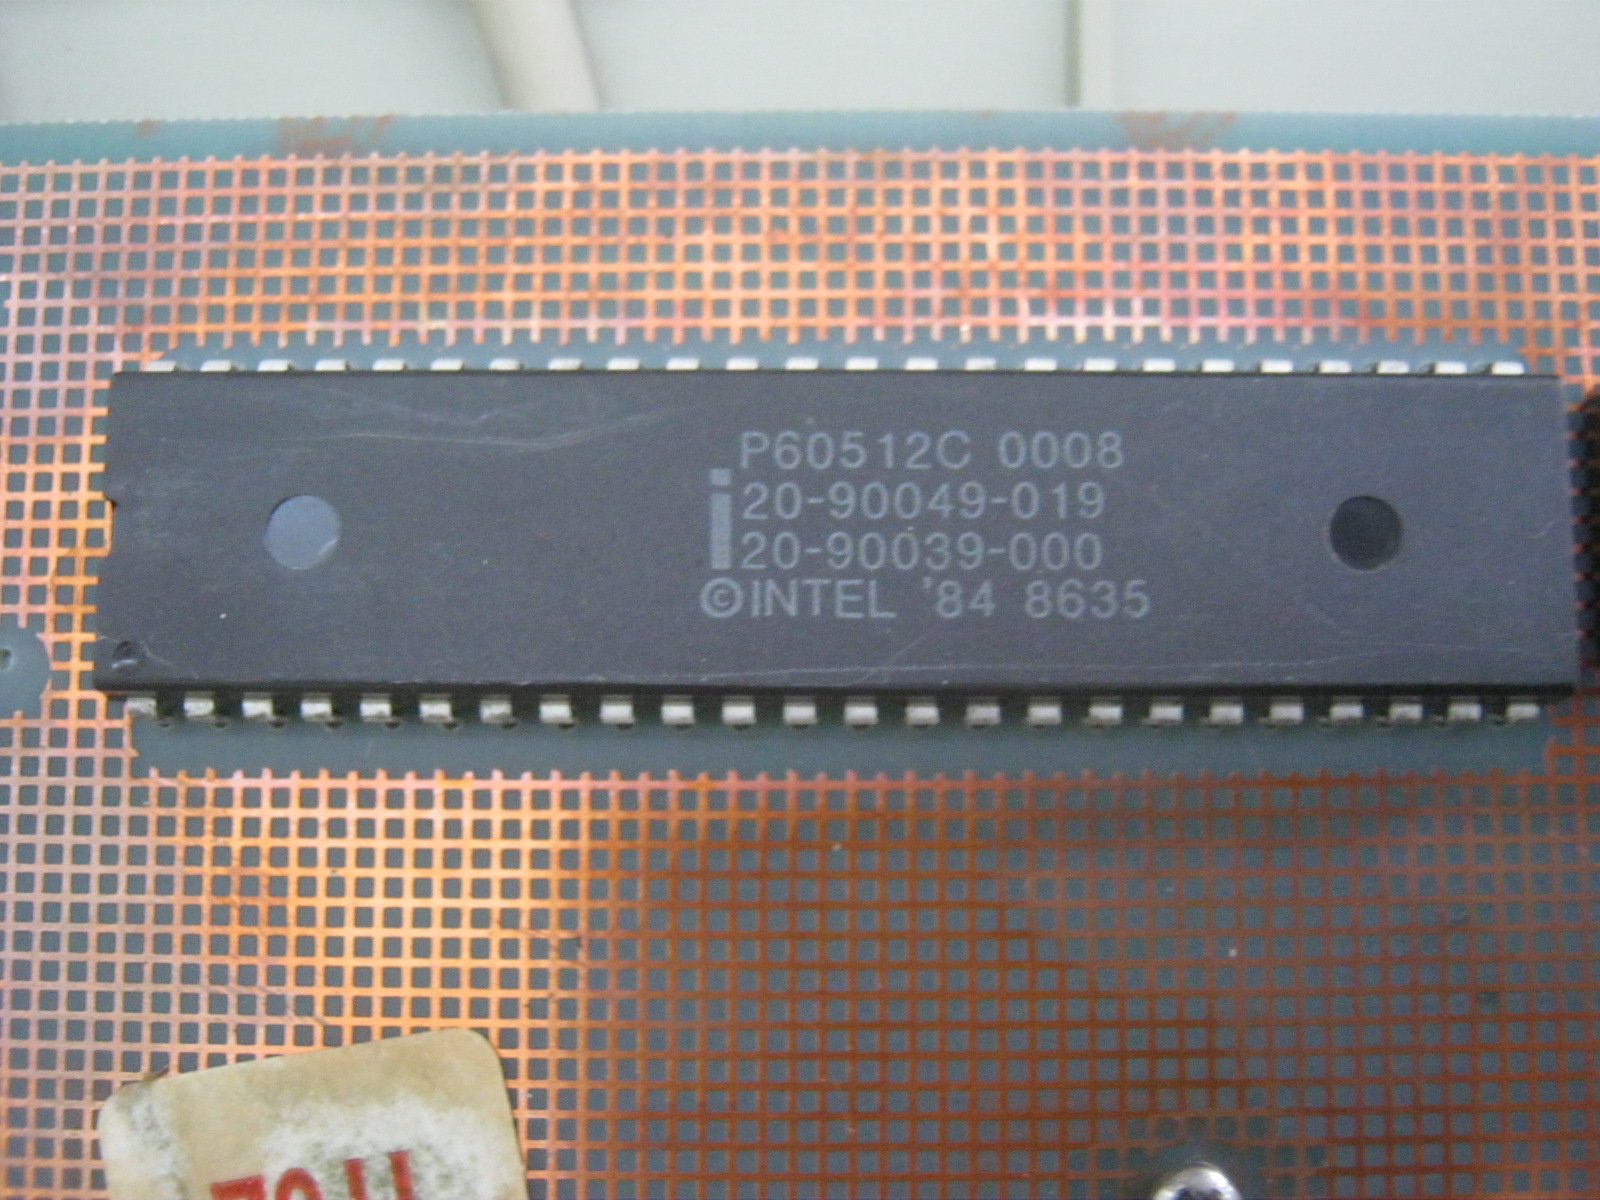 P60512C 0008
i 20-90049-019
20-90039-000
©INTEL '84 8635